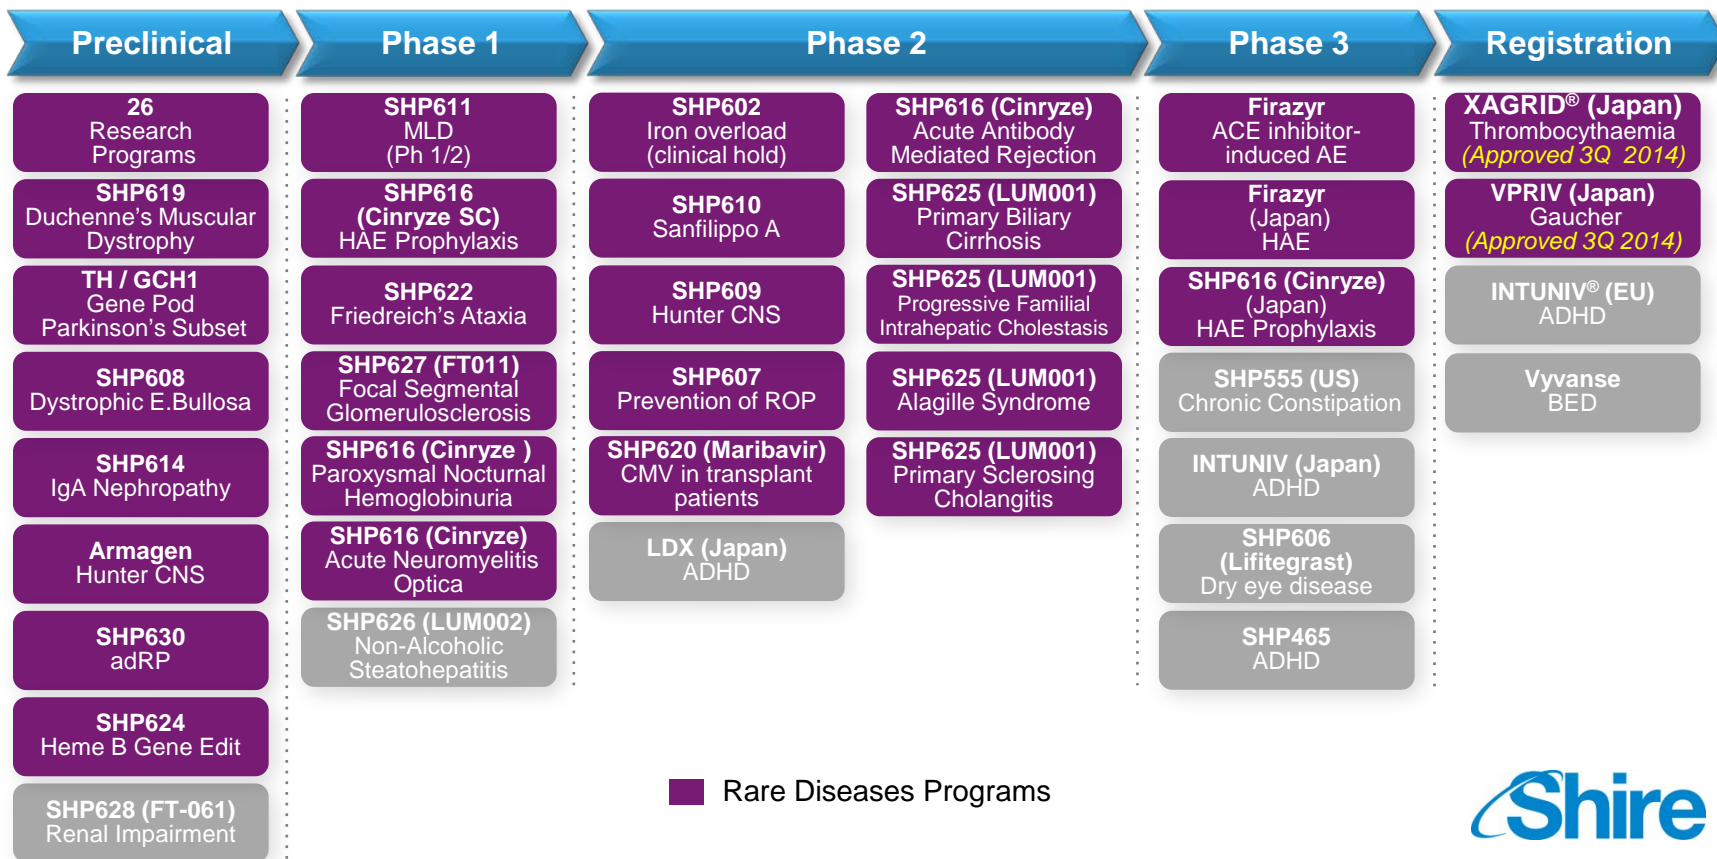 Preclinical
Phase 1
Phase 2
Phase 3
Registration
26
Research
Programs
SHP619
Duchenne's Muscular
Dystrophy
TH / GCH1
Gene Pod
Parkinson's Subset
SHP608
Dystrophic E.Bullosa
SHP614
IgA Nephropathy
Armagen
Hunter CNS
SHP630
adRP
SHP624
Heme B Gene Edit
SHP628 (FT-061)
Renal Impairment
SHP611
MLD
(Ph 1/2)
SHP616
(Cinryze SC)
HAE Prophylaxis
SHP622
Friedreich's Ataxia
SHP627 (FT011)
Focal Segmental
Glomerulosclerosis
SHP616 (Cinryze )
Paroxysmal Nocturnal
Hemoglobinuria
SHP616 (Cinryze)
Acute Neuromyelitis
Optica
SHP626 (LUM002)
Non-Alcoholic
Steatohepatitis
SHP602
Iron overload
(clinical hold)
SHP610
Sanfilippo A
SHP609
Hunter CNS
SHP607
Prevention of ROP
SHP620 (Maribavir)
CMV in transplant
patients
LDX (Japan)
ADHD
SHP616 (Cinryze)
Acute Antibody
Mediated Rejection
SHP625 (LUM001)
Primary Biliary
Cirrhosis
SHP625 (LUM001)
Progressive Familial
Intrahepatic Cholestasis
SHP625 (LUM001)
Alagille Syndrome
SHP625 (LUM001)
Primary Sclerosing
Cholangitis
Firazyr
ACE inhibitor-
induced AE
Firazyr
(Japan)
HAE
SHP616 (Cinryze)
(Japan)
HAE Prophylaxis
SHP555 (US)
Chronic Constipation
INTUNIV (Japan)
ADHD
SHP606
(Lifitegrast)
Dry eye disease
SHP465
ADHD
XAGRID® (Japan)
Thrombocythaemia
(Approved 3Q 2014)
VPRIV (Japan)
Gaucher
(Approved 3Q 2014)
INTUNIV® (EU)
ADHD
Vyvanse
BED
Rare Diseases Programs
Shire